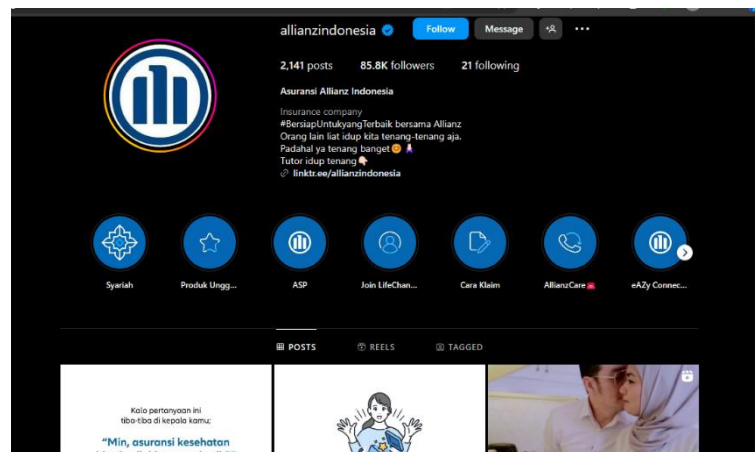 allianzindonesia
Follow
Message
2,141 posts 85.8K followers 21 following
Asuransi Allianz Indonesia
Insurance company
#BersiapUntukyangTerbaik bersama Allianz
Orang lain liat idup kita tenang-tenang aja.
Padahal ya tenang banget
Tutor idup tenang
linktr.ee/allianzindonesia
Syariah
Produk Ungg...
ASP
Join LifeChan...
Cara Klaim
AllianzCare
eAZy Connec...
POSTS
REELS
TAGGED
Kalo pertanyaan ini
tiba-tiba di kepala kamu:
"Min, asuransi kesehatan